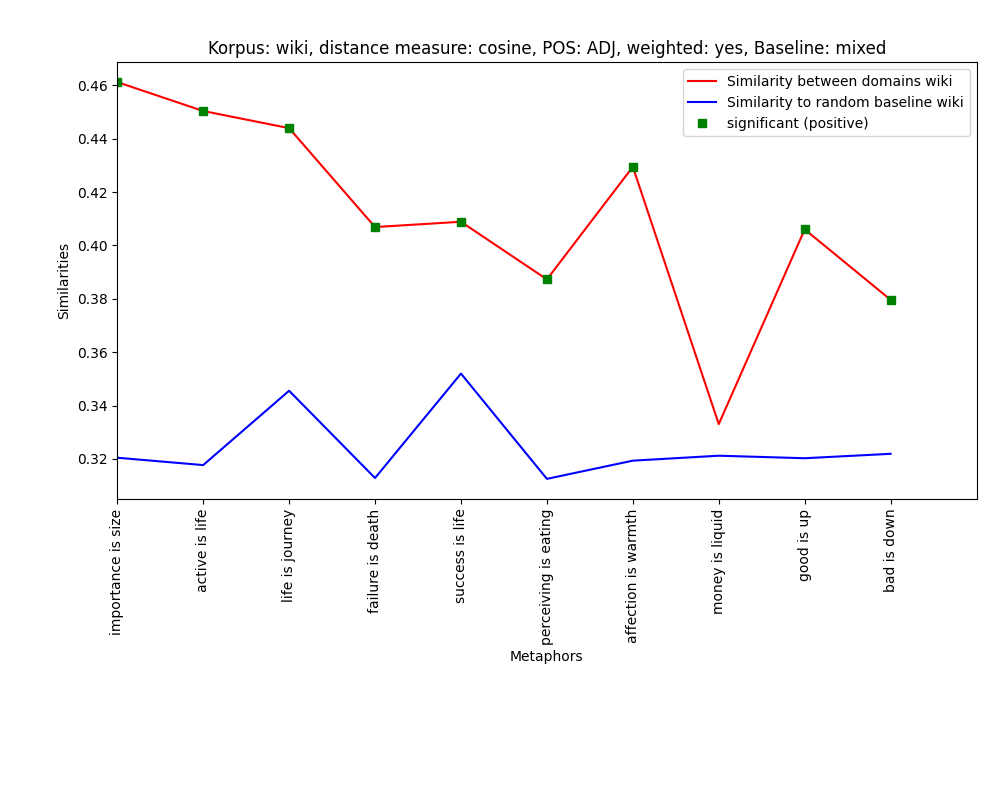 Korpus: wiki, distance measure: cosine, POS: ADJ, weighted: yes, Baseline: mixed
Similarity between domains wiki
Similarity to random baseline wiki
significant (positive)
0.46
0.44
0.42
0.40
0.38
0.36
0.34
0.32
Similarities
importance is size
active is life
life is journey
failure is death
success is life
perceiving is eating
affection is warmth
money is liquid
good is up
bad is down
Metaphors